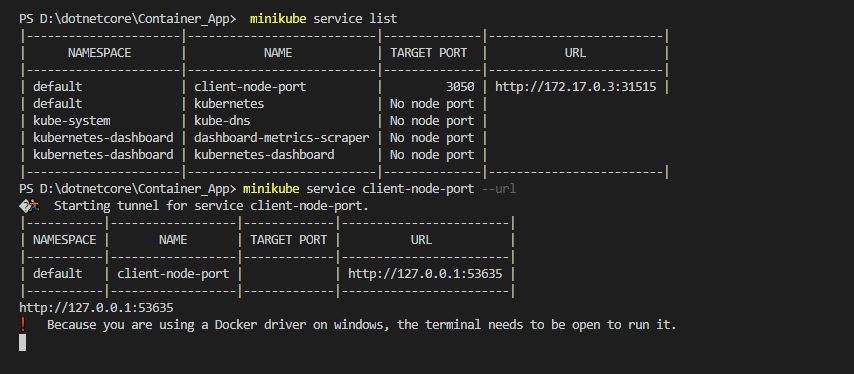 PS D:\dotnetcore\Container_App>  minikube service list
|----------------------|---------------------------|--------------|-------------------------|
|      NAMESPACE       |           NAME            | TARGET PORT  |           URL           |
|----------------------|---------------------------|--------------|-------------------------|
| default              | client-node-port          |         3050 | http://172.17.0.3:31515 |
| default              | kubernetes                | No node port |
| kube-system          | kube-dns                  | No node port |
| kubernetes-dashboard | dashboard-metrics-scraper | No node port |
| kubernetes-dashboard | kubernetes-dashboard      | No node port |
|----------------------|---------------------------|--------------|-------------------------|
PS D:\dotnetcore\Container_App> minikube service client-node-port --url
�🏃  Starting tunnel for service client-node-port.
|-----------|------------------|-------------|------------------------|
| NAMESPACE |       NAME       | TARGET PORT |          URL           |
|-----------|------------------|-------------|------------------------|
| default   | client-node-port |             | http://127.0.0.1:53635 |
|-----------|------------------|-------------|------------------------|
http://127.0.0.1:53635
❗  Because you are using a Docker driver on windows, the terminal needs to be open to run it.